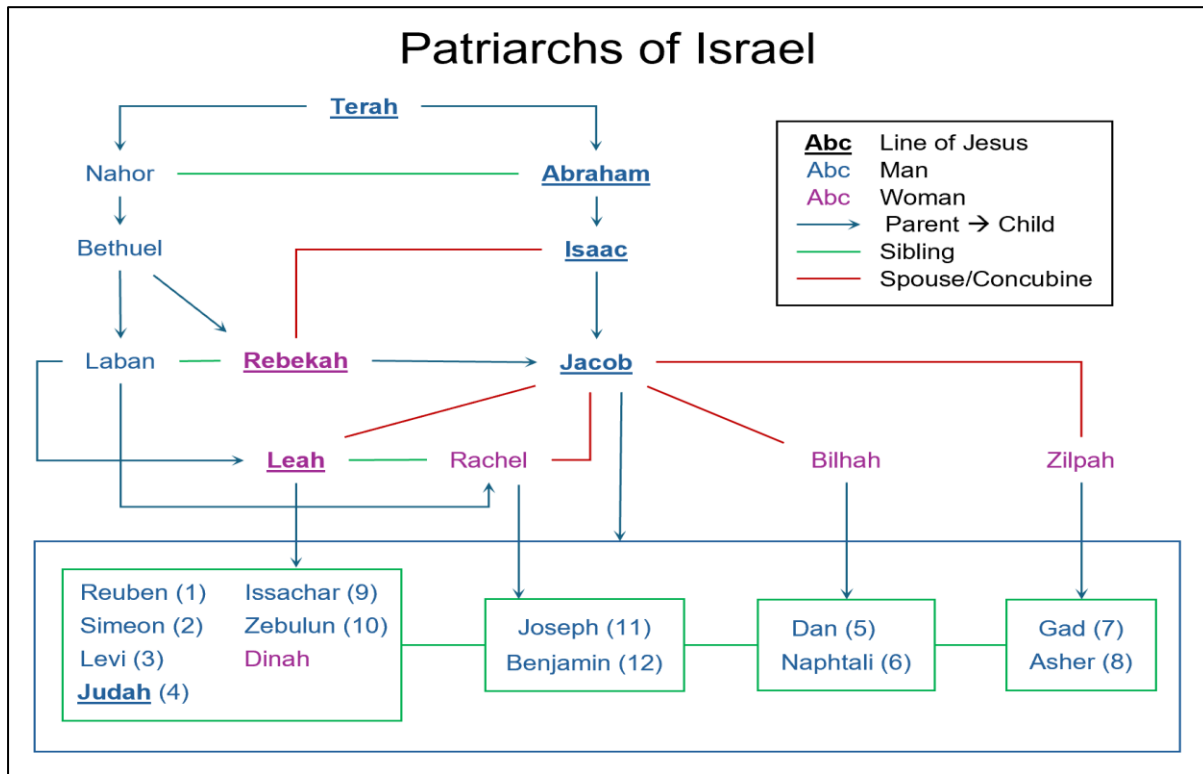 Patriarchs of Israel
Terah
Abc Line of Jesus
Abc Man
Abc Woman
Parent → Child
Sibling
Spouse/Concubine
Nahor
Abraham
Bethuel
Isaac
Laban
Rebekah
Jacob
Leah
Rachel
Bilhah
Zilpah
Reuben (1)
Simeon (2)
Levi (3)
Judah (4)
Issachar (9)
Zebulun (10)
Dinah
Joseph (11)
Benjamin (12)
Dan (5)
Naphtali (6)
Gad (7)
Asher (8)